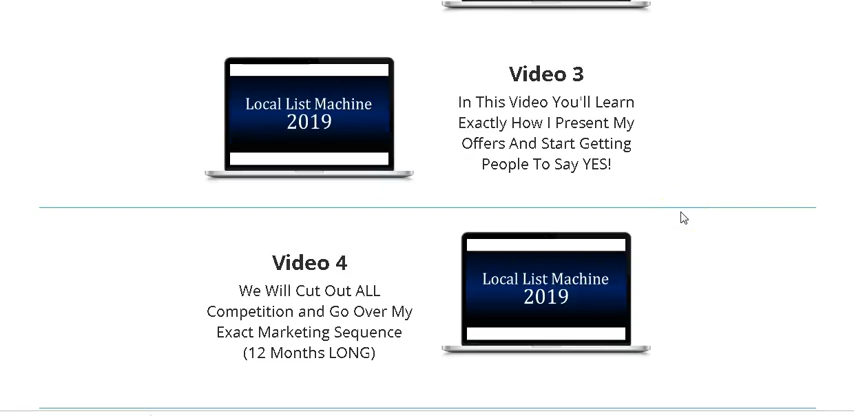 Local List Machine
2019
Video 3
In This Video You'll Learn
Exactly How I Present My
Offers And Start Getting
People To Say YES!
Video 4
We Will Cut Out ALL
Competition and Go Over My
Exact Marketing Sequence
(12 Months LONG)
Local List Machine
2019